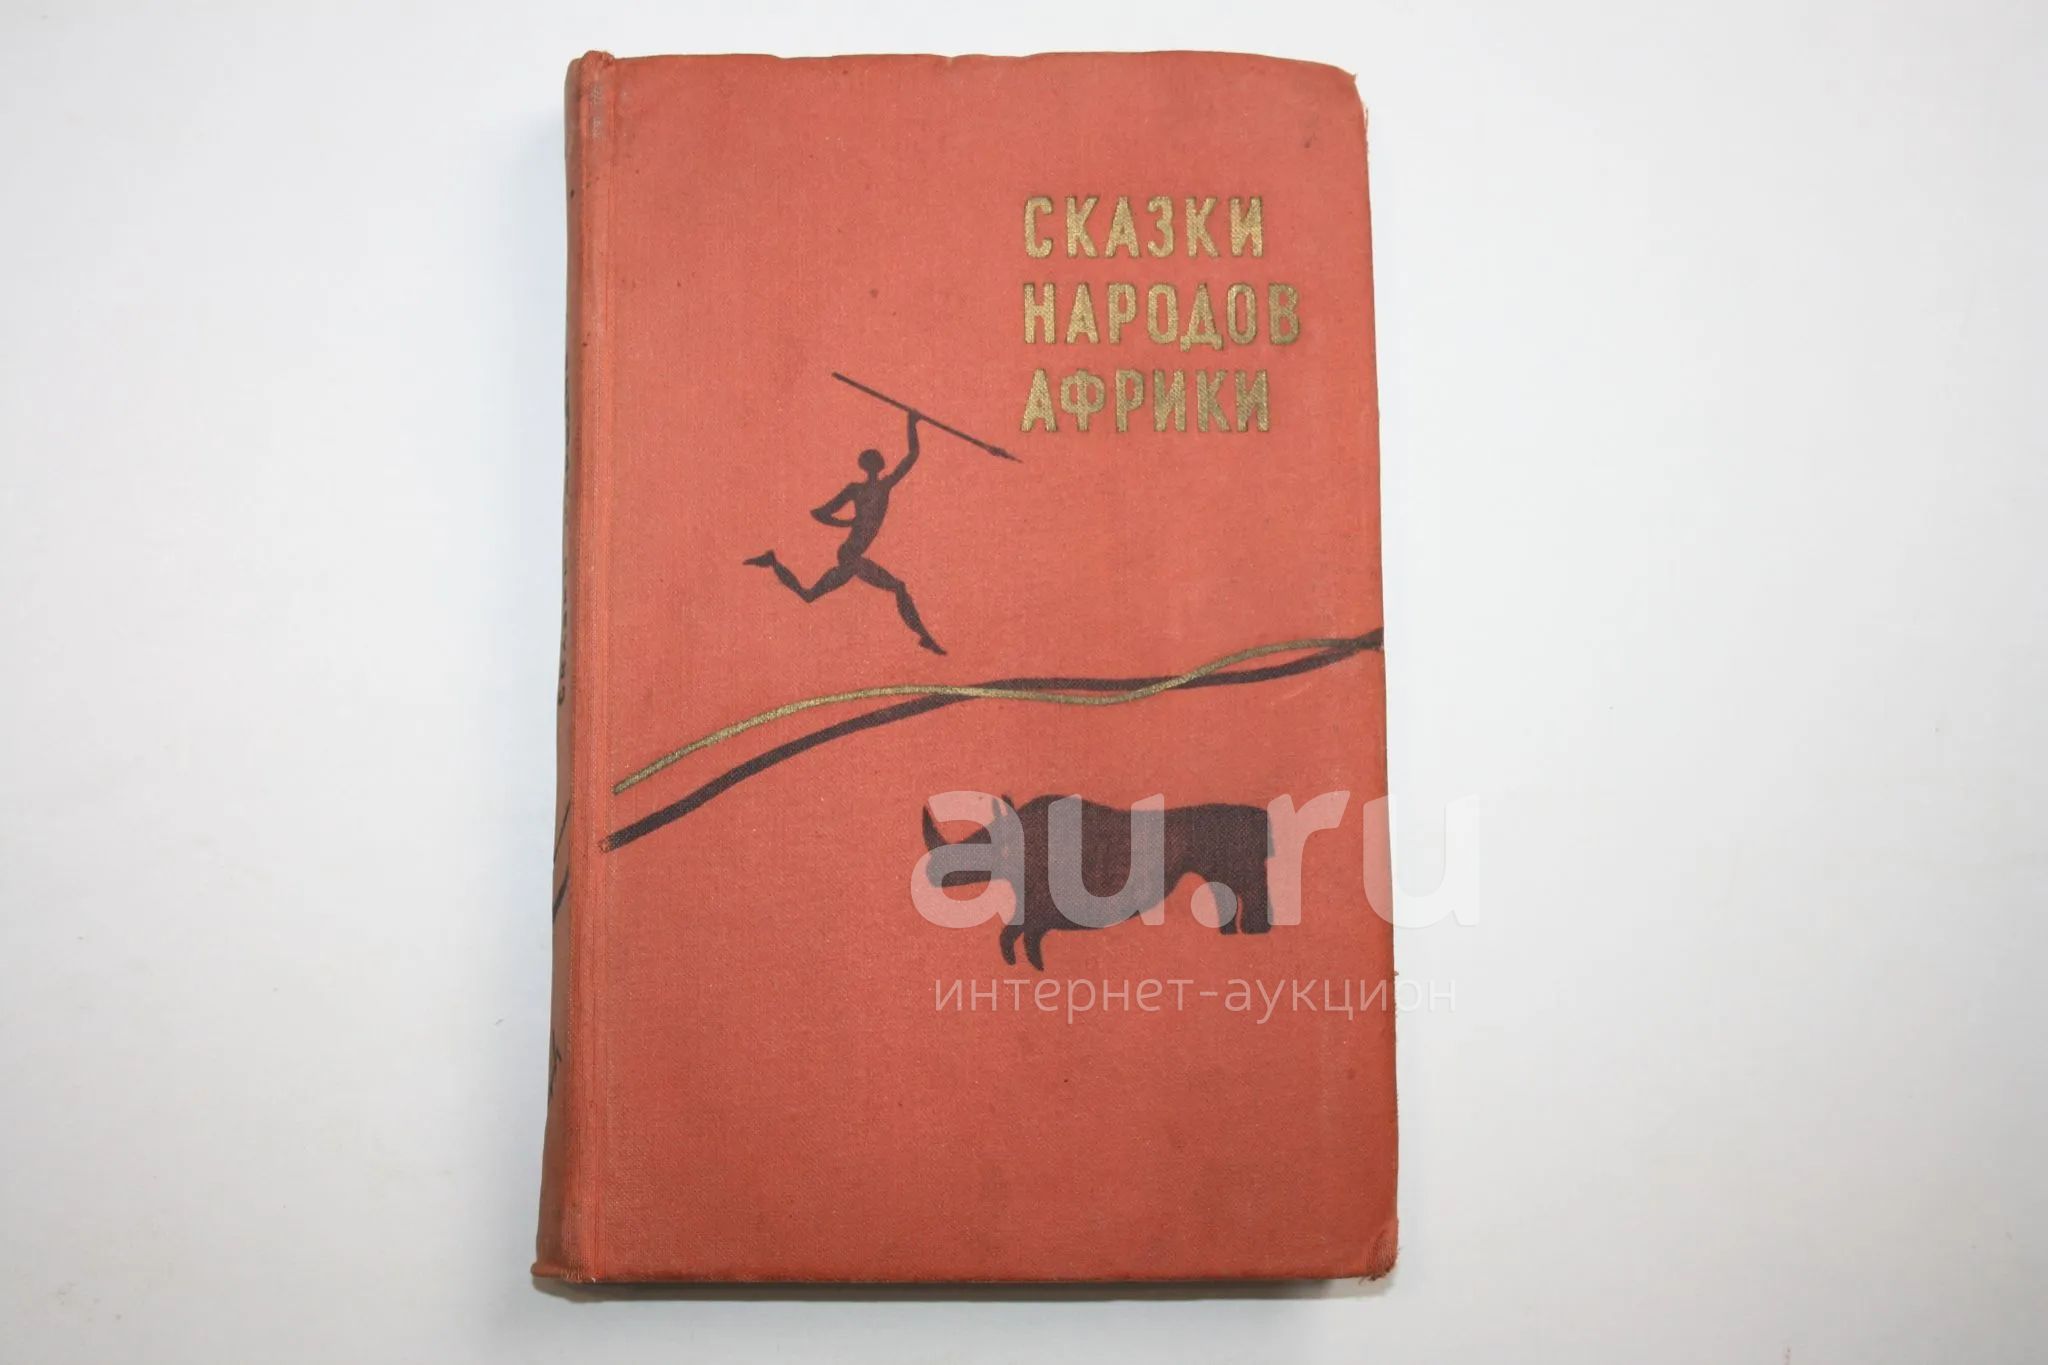 СКАЗКИ
НАРОДОВ
АФРИКИ
au.ru
интернет-аукцион